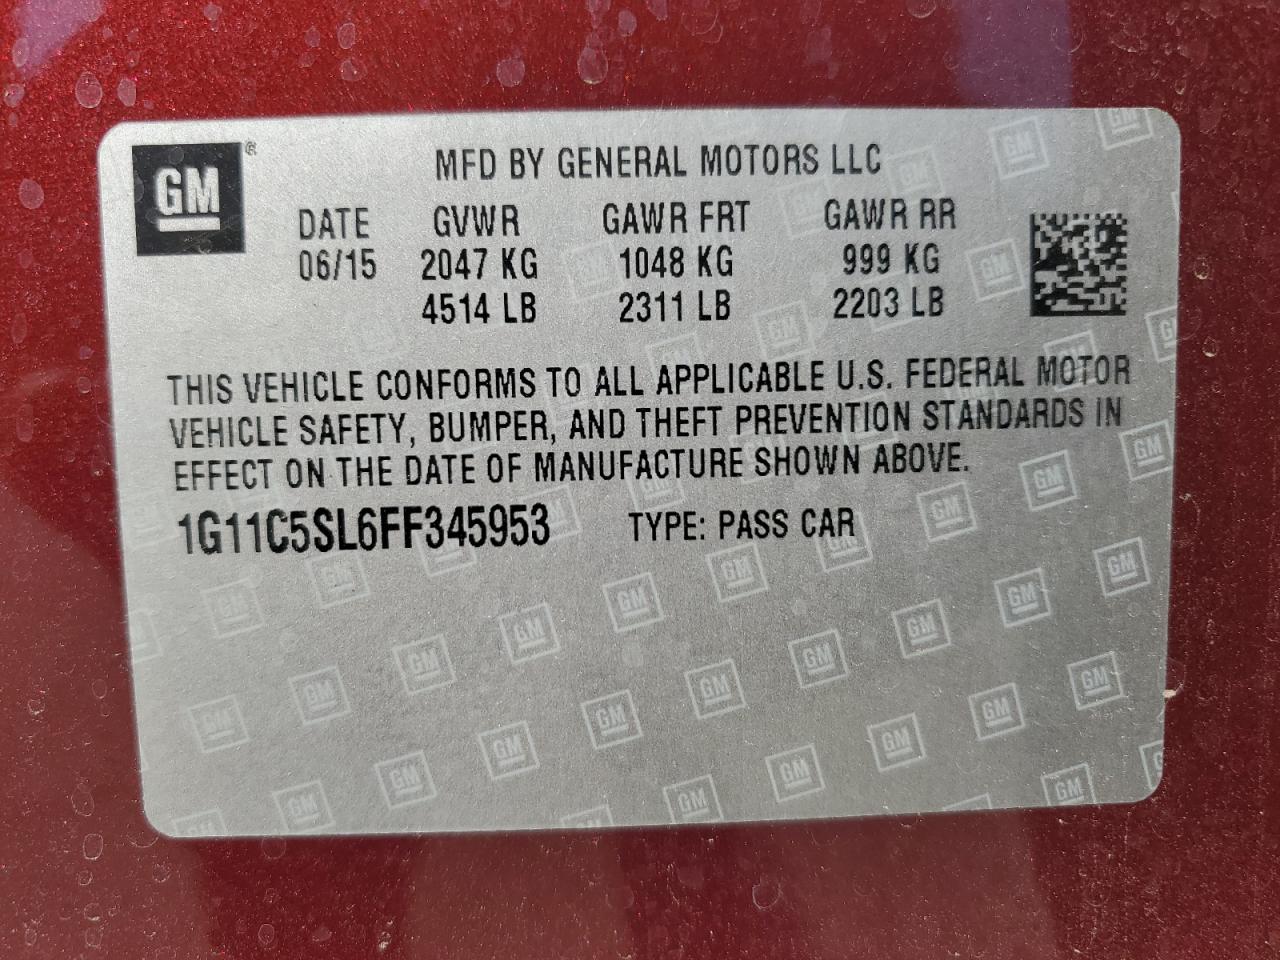 GM®
MFD BY GENERAL MOTORS LLC
DATE GVWR GAWR FRT GAWR RR
06/15 2047 KG 1048 KG 999 KG
4514 LB 2311 LB 2203 LB
THIS VEHICLE CONFORMS TO ALL APPLICABLE U.S. FEDERAL MOTOR
VEHICLE SAFETY, BUMPER, AND THEFT PREVENTION STANDARDS IN
EFFECT ON THE DATE OF MANUFACTURE SHOWN ABOVE.
1G11C5SL6FF345953 TYPE: PASS CAR